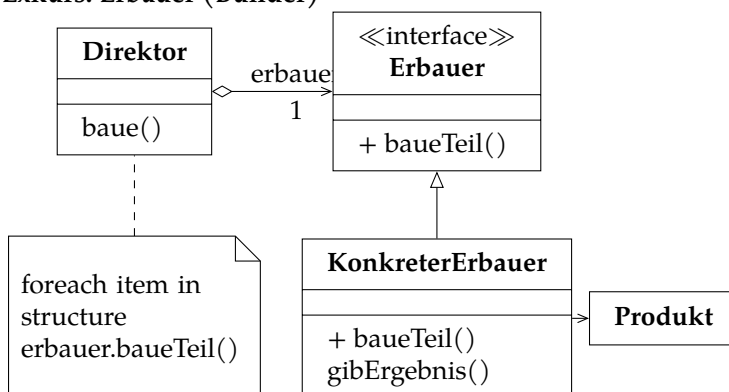 Exkurs: Erbauer (Builder)
Direktor
baue()
erbauer
1
≪interface≫
Erbauer
+ baueTeil()
foreach item in
structure
erbauer.baueTeil()
KonkreterErbauer
+ baueTeil()
gibErgebnis()
Produkt